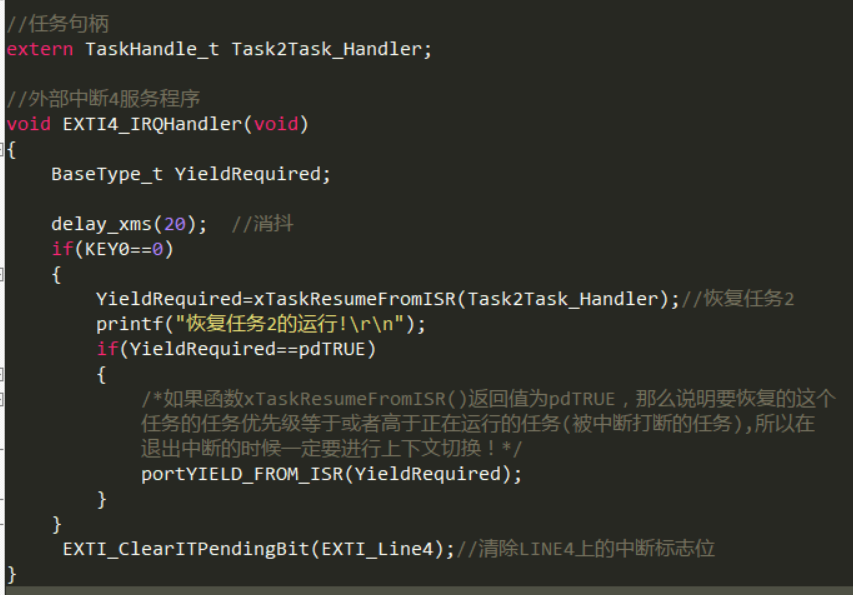 //任务句柄
extern TaskHandle_t Task2Task_Handler;
//外部中断4服务程序
void EXTI4_IRQHandler(void)
{
BaseType_t YieldRequired;
delay_xms(20);  //消抖
if(KEY0==0)
{
YieldRequired=xTaskResumeFromISR(Task2Task_Handler);//恢复任务2
printf("恢复任务2的运行!\r\n");
if(YieldRequired==pdTRUE)
{
/*如果函数xTaskResumeFromISR()返回值为pdTRUE，那么说明要恢复的这个
任务的任务优先级等于或者高于正在运行的任务(被中断打断的任务),所以在
退出中断的时候一定要进行上下文切换！*/
portYIELD_FROM_ISR(YieldRequired);
}
}
EXTI_ClearITPendingBit(EXTI_Line4);//清除LINE4上的中断标志位
}